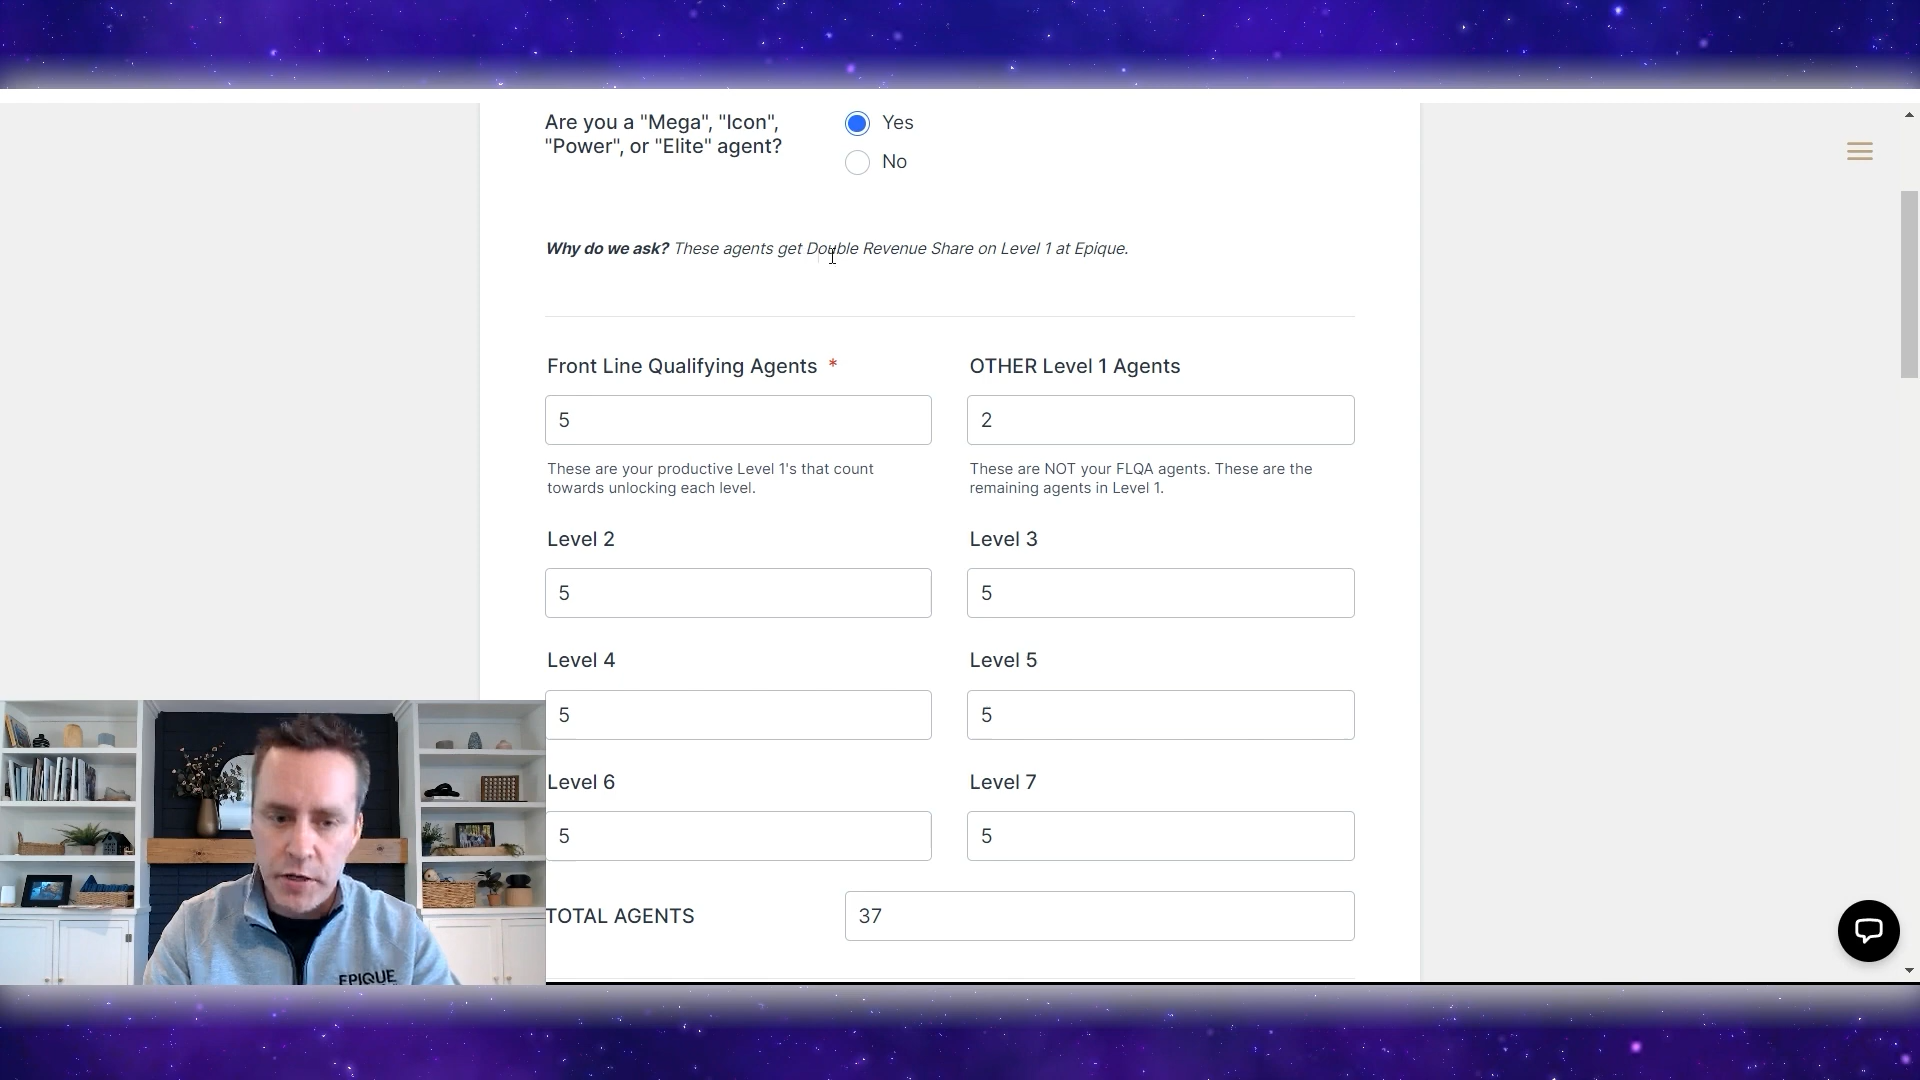 Are you a "Mega", "Icon",
"Power", or "Elite" agent?
Yes
No
Why do we ask? These agents get Double Revenue Share on Level 1 at Epique.
Front Line Qualifying Agents *
OTHER Level 1 Agents
5
2
These are your productive Level 1's that count
towards unlocking each level.
These are NOT your FLQA agents. These are the
remaining agents in Level 1.
Level 2
Level 3
5
5
Level 4
Level 5
5
5
Level 6
Level 7
5
5
TOTAL AGENTS
37
EPIQUE